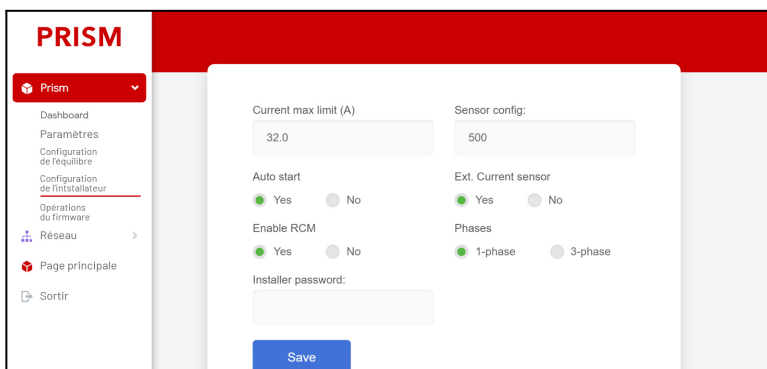 PRISM
Prism
Dashboard
Paramètres
Configuration
de l'équilibre
Configuration
de l'intstallateur
Opérations
du firmware
Réseau
Page principale
Sortir
Current max limit (A)
Sensor config:
32.0
500
Auto start
Ext. Current sensor
Yes No
Yes No
Enable RCM
Phases
Yes No
1-phase 3-phase
Installer password:
Save